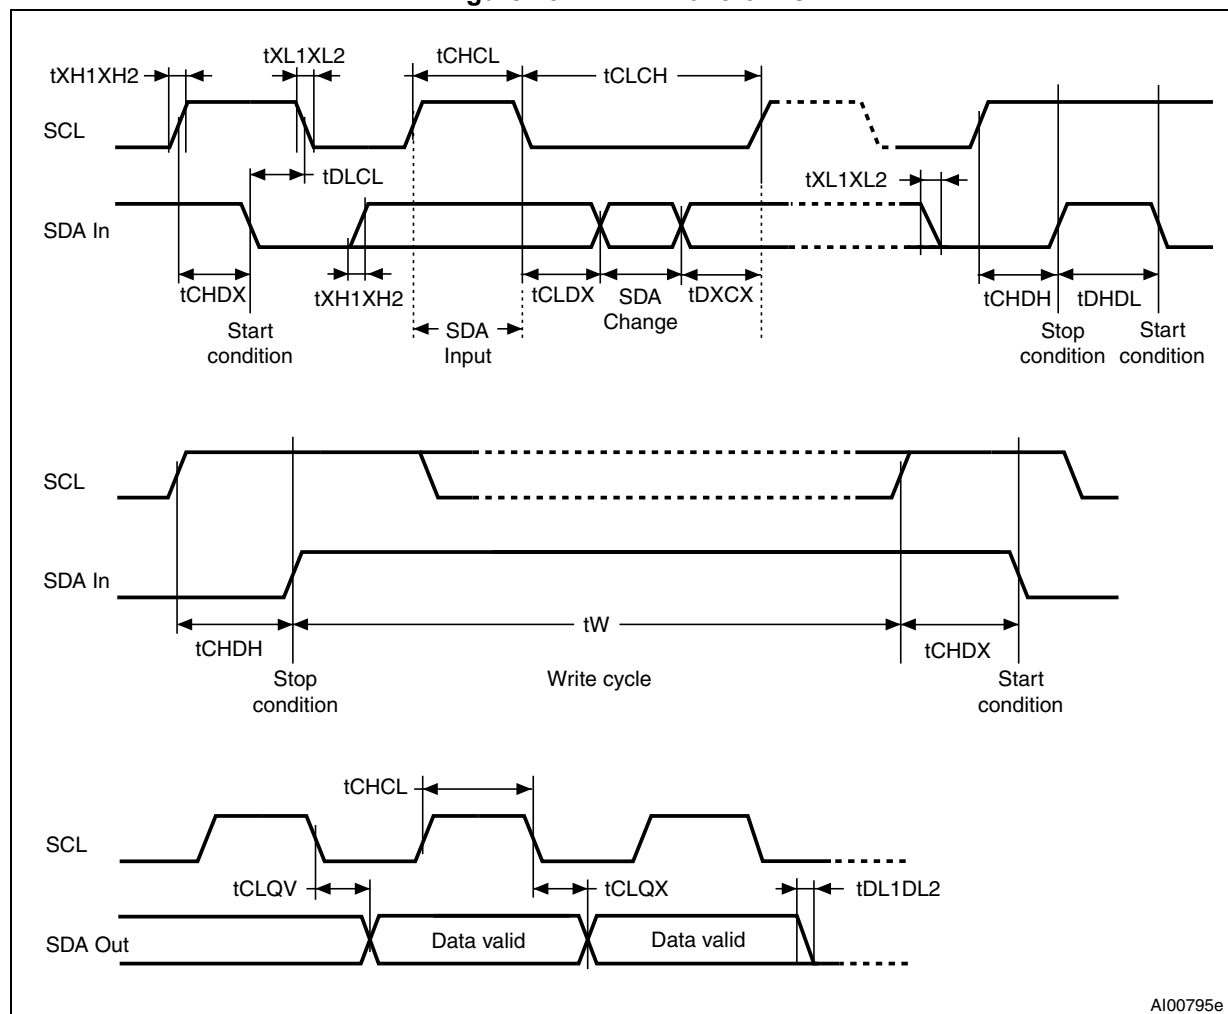 tXL1XL2
tCHCL
tCLCH
tXH1XH2
SCL
tDLCL
tXL1XL2
SDA In
tCHDX
tXH1XH2
tCLDX
SDA
Change
tDXCX
tCHDH
tDHDL
Start
condition
SDA
Input
Stop
condition
Start
condition
SCL
SDA In
tCHDH
tW
tCHDX
Stop
condition
Write cycle
Start
condition
tCHCL
SCL
tCLQV
tCLQX
tDL1DL2
SDA Out
Data valid
Data valid
AI00795e